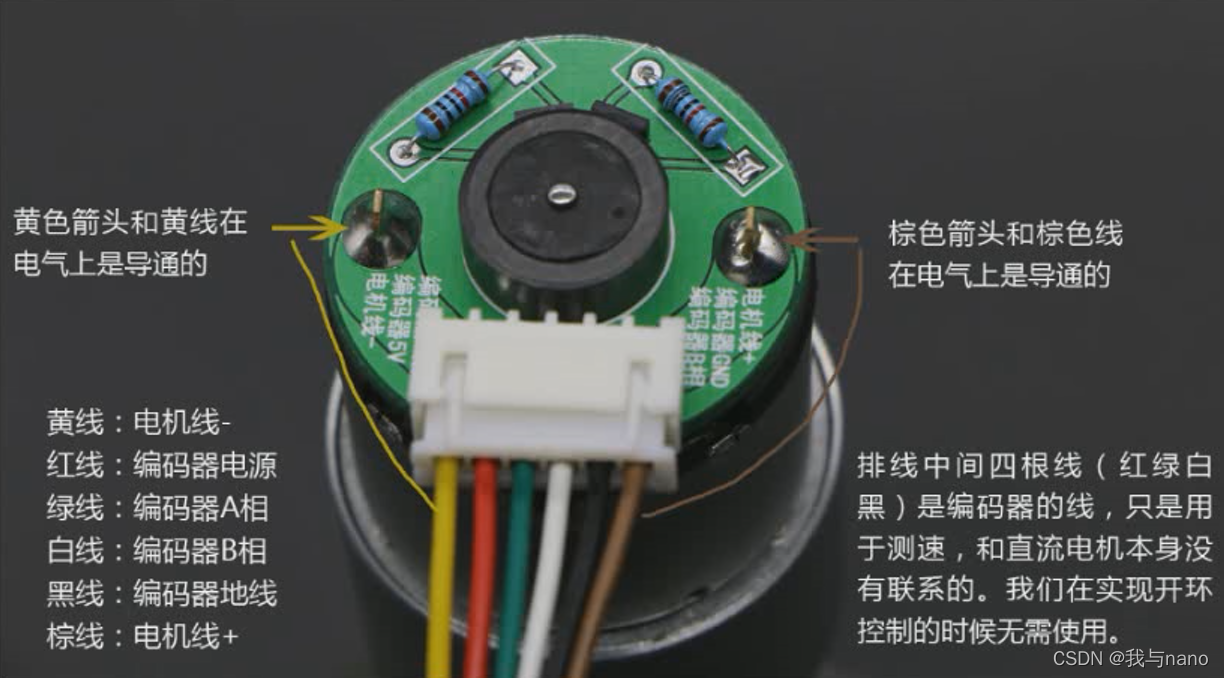 黄色箭头和黄线在
电气上是导通的
棕色箭头和棕色线
在电气上是导通的
编码
编码器5V
电机线-
电机线+
编码器GND
编码器B相
黄线：电机线-
红线：编码器电源
绿线：编码器A相
白线：编码器B相
黑线：编码器地线
棕线：电机线+
排线中间四根线（红绿白
黑）是编码器的线，只是用
于测速，和直流电机本身没
有联系的。我们在实现开环
控制的时候无需使用。
CSDN @我与nano